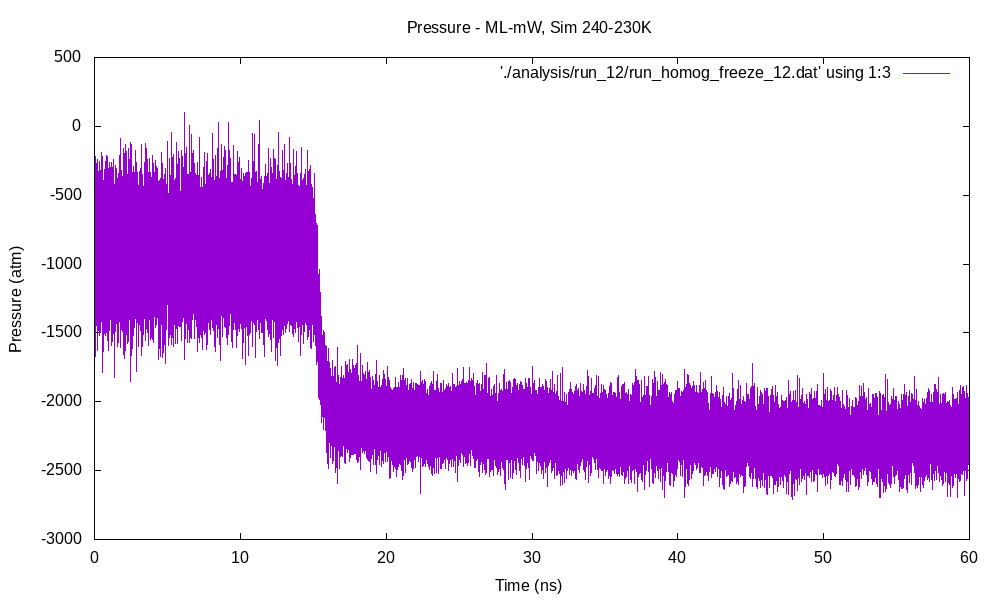 Pressure - ML-mW, Sim 240-230K
'./analysis/run_12/run_homog_freeze_12.dat' using 1:3
500
0
-500
-1000
-1500
-2000
-2500
-3000
Pressure (atm)
0 10 20 30 40 50 60
Time (ns)